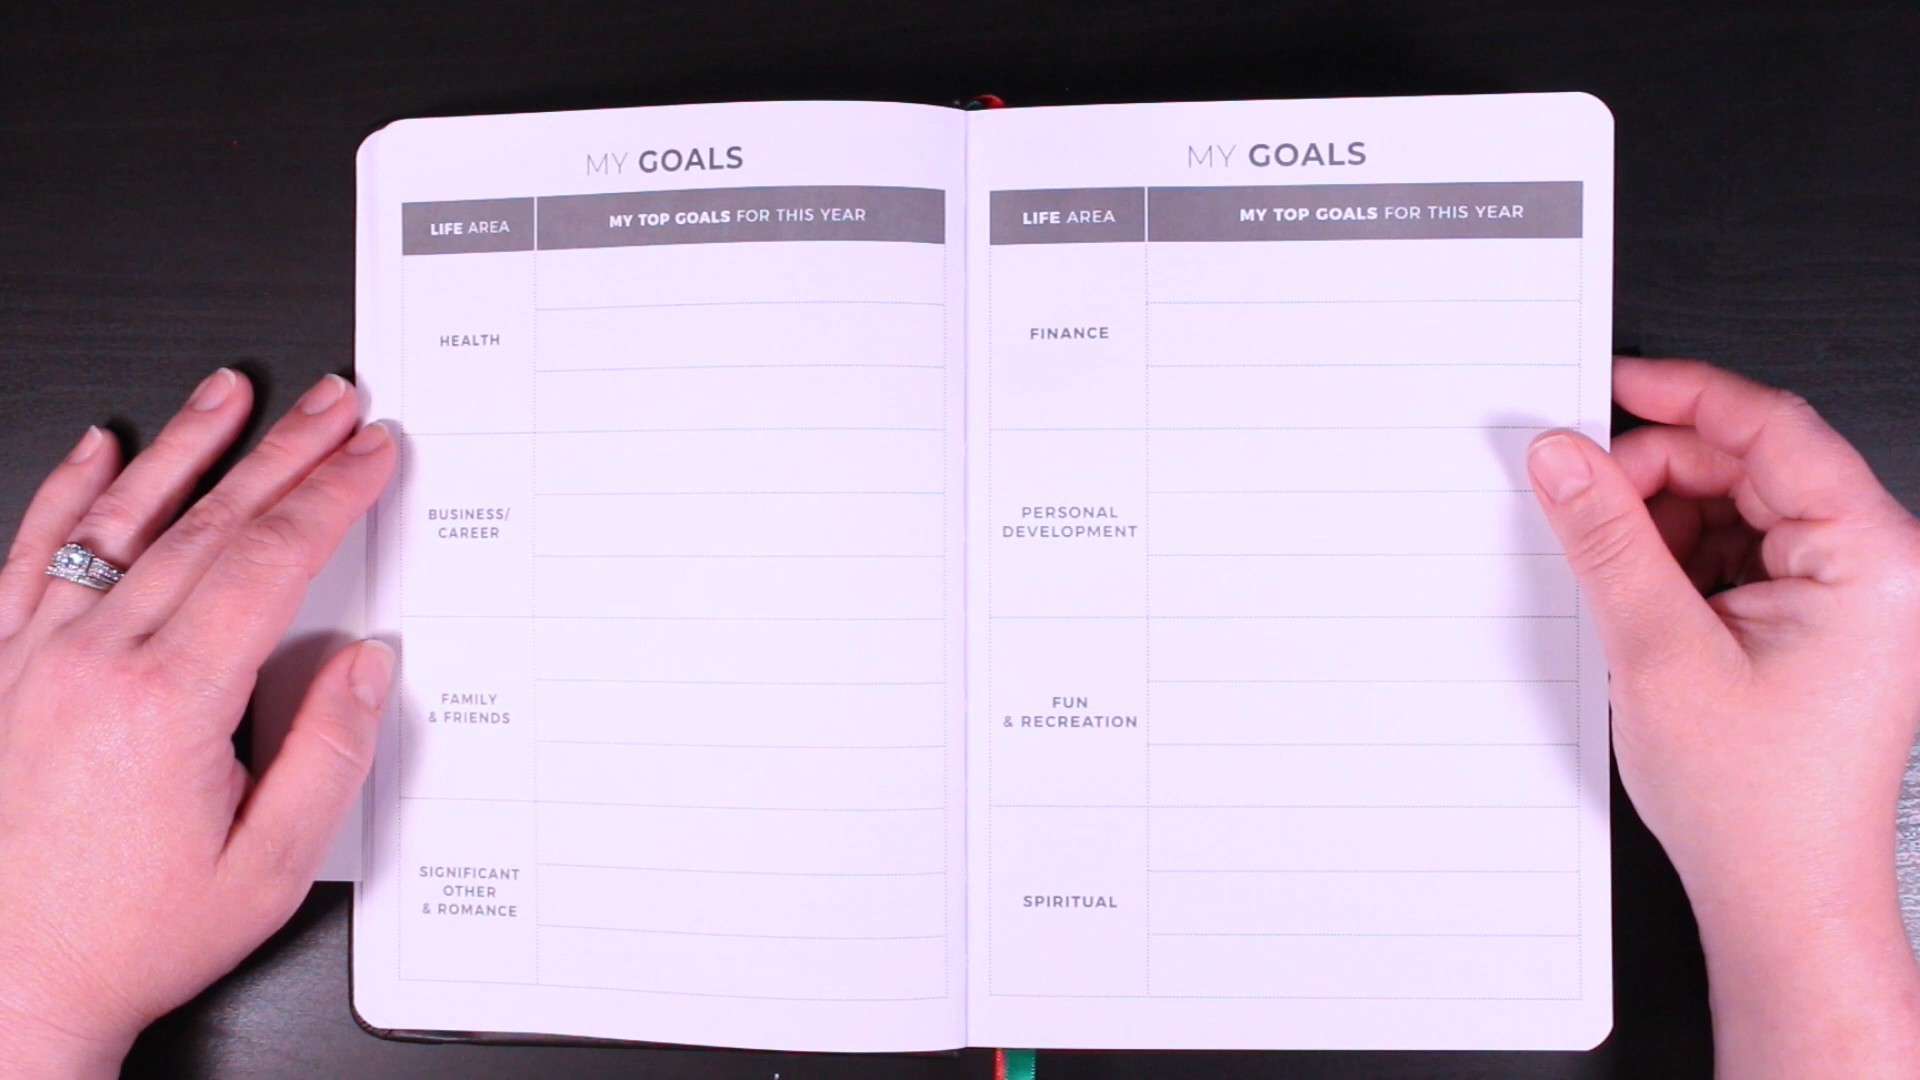 MY GOALS
LIFE AREA
MY TOP GOALS FOR THIS YEAR
HEALTH
BUSINESS/
CAREER
FAMILY
& FRIENDS
SIGNIFICANT
OTHER
& ROMANCE
MY GOALS
LIFE AREA
MY TOP GOALS FOR THIS YEAR
FINANCE
PERSONAL
DEVELOPMENT
FUN
& RECREATION
SPIRITUAL